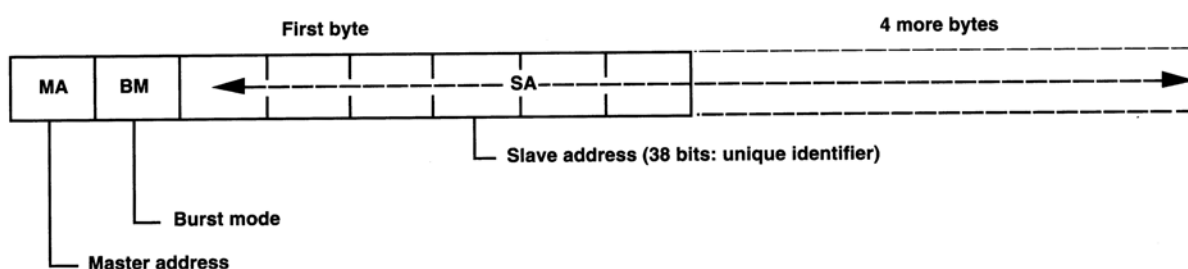 First byte
4 more bytes
MA
BM
SA
Slave address (38 bits: unique identifier)
Burst mode
Master address